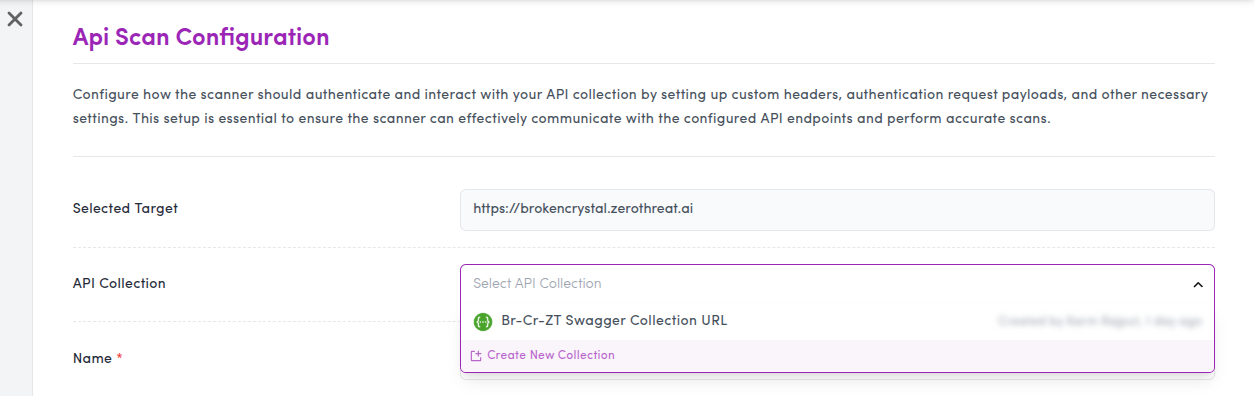 Api Scan Configuration
Configure how the scanner should authenticate and interact with your API collection by setting up custom headers, authentication request payloads, and other necessary
settings. This setup is essential to ensure the scanner can effectively communicate with the configured API endpoints and perform accurate scans.
Selected Target
https://brokencrystal.zerothreat.ai
API Collection
Select API Collection
Br-Cr-ZT Swagger Collection URL
Create New Collection
Name *